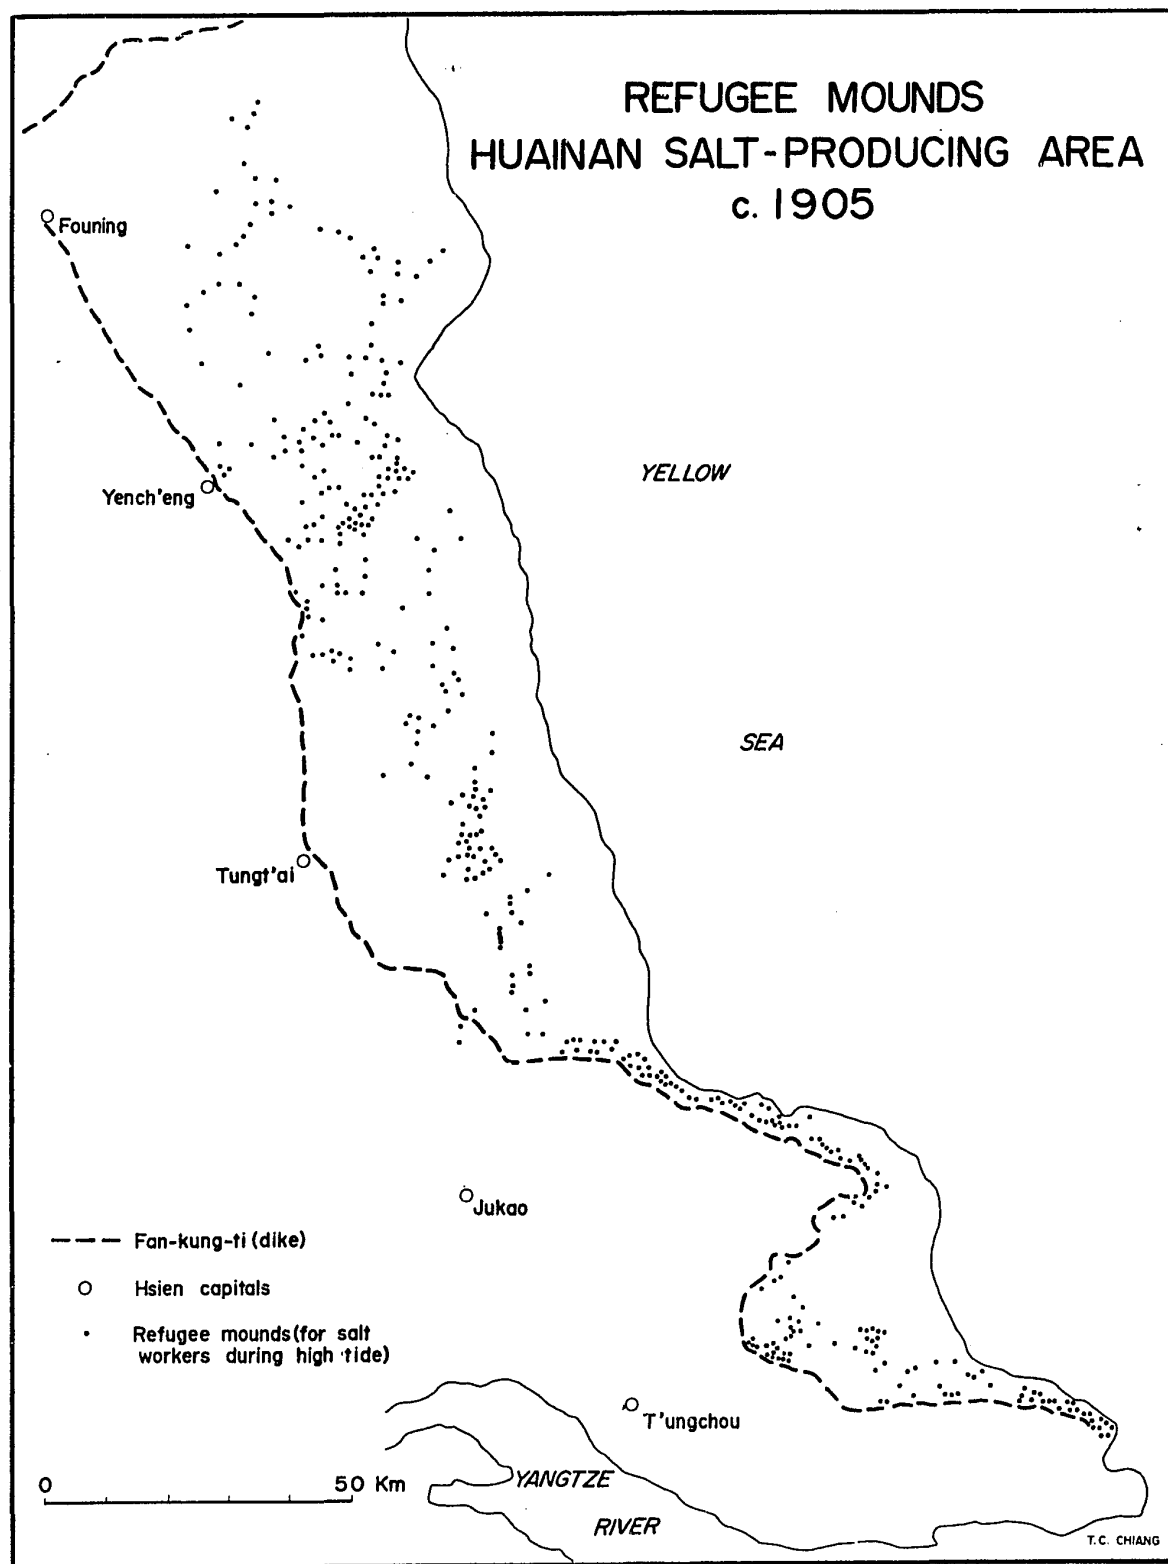 REFUGEE MOUNDS
HUAINAN SALT-PRODUCING AREA
c. 1905
Founing
YELLOW
Yench'eng
SEA
Tungt'ai
Jukao
Fan-kung-ti (dike)
Hsien capitals
Refugee mounds (for salt
workers during high tide)
T'ungchou
0 50 Km
YANGTZE
RIVER
T.C. CHIANG